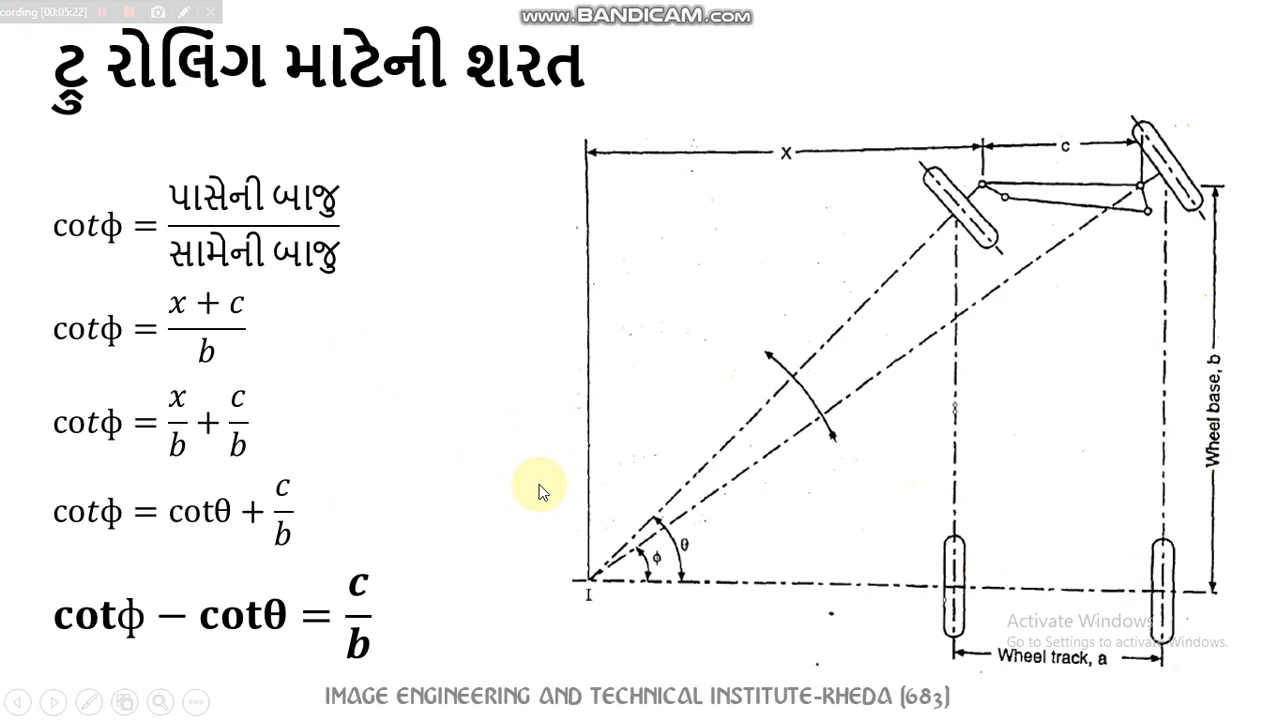 cording [00:05:22]
www.BANDICAM.com
ટ્રુ રોલિંગ માટેની શરત
cotϕ = પાસેની બાજુ / સામેની બાજુ
cotϕ = x + c / b
cotϕ = x/b + c/b
cotϕ = cotθ + c/b
cotϕ − cotθ = c/b
X
c
Wheel base, b
θ
ϕ
I
Wheel track, a
Activate Windows
Go to Settings to activate Windows.
IMAGE ENGINEERING AND TECHNICAL INSTITUTE-KHEDA (683)